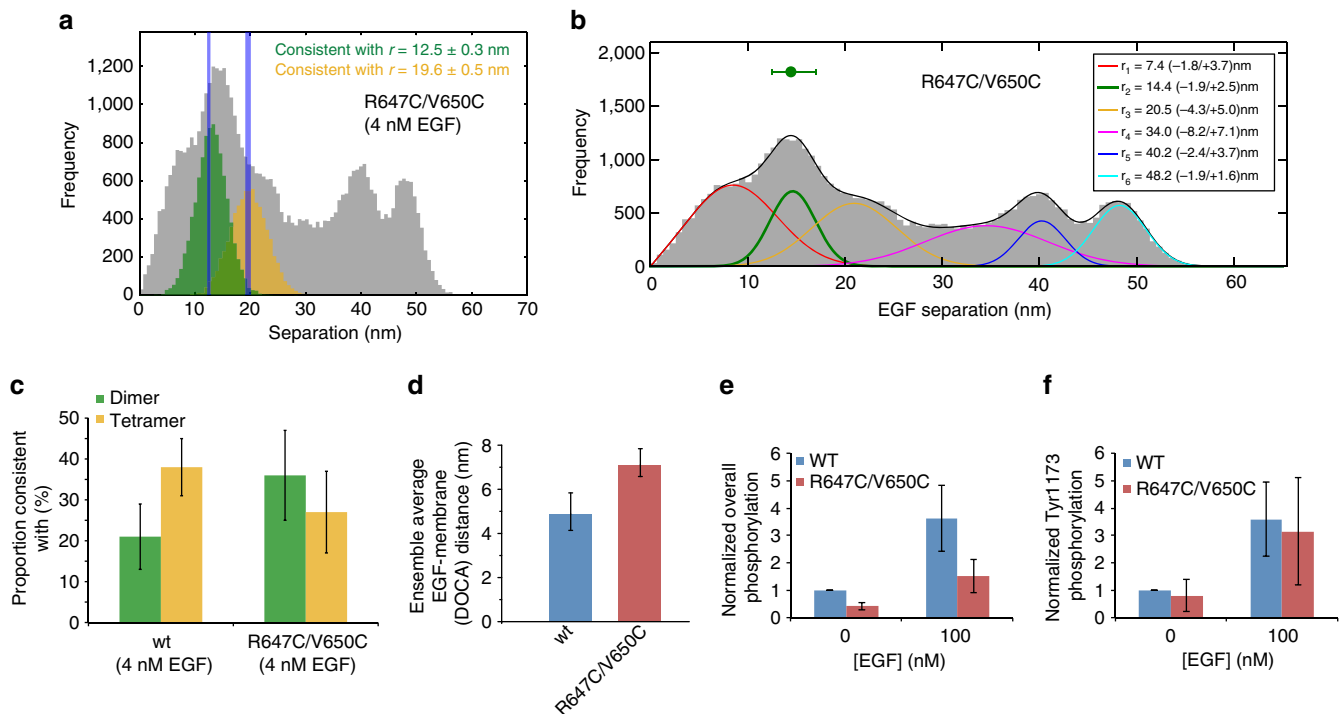 a
Consistent with r = 12.5 ± 0.3 nm
Consistent with r = 19.6 ± 0.5 nm
R647C/V650C
(4 nM EGF)
Frequency
1,200
1,000
800
600
400
200
0
0 10 20 30 40 50 60 70
Separation (nm)
b
R647C/V650C
r1 = 7.4 (−1.8/+3.7)nm
r2 = 14.4 (−1.9/+2.5)nm
r3 = 20.5 (−4.3/+5.0)nm
r4 = 34.0 (−8.2/+7.1)nm
r5 = 40.2 (−2.4/+3.7)nm
r6 = 48.2 (−1.9/+1.6)nm
Frequency
2,000
1,500
1,000
500
0
0 10 20 30 40 50 60
EGF separation (nm)
c
Dimer
Tetramer
Proportion consistent
with (%)
50
40
30
20
10
0
wt
(4 nM EGF)
R647C/V650C
(4 nM EGF)
d
Ensemble average
EGF-membrane
(DOCA) distance (nm)
8
7
6
5
4
3
2
1
0
wt
R647C/V650C
e
WT
R647C/V650C
Normalized overall
phosphorylation
6
5
4
3
2
1
0
0 100
[EGF] (nM)
f
WT
R647C/V650C
Normalized Tyr1173
phosphorylation
6
5
4
3
2
1
0
0 100
[EGF] (nM)